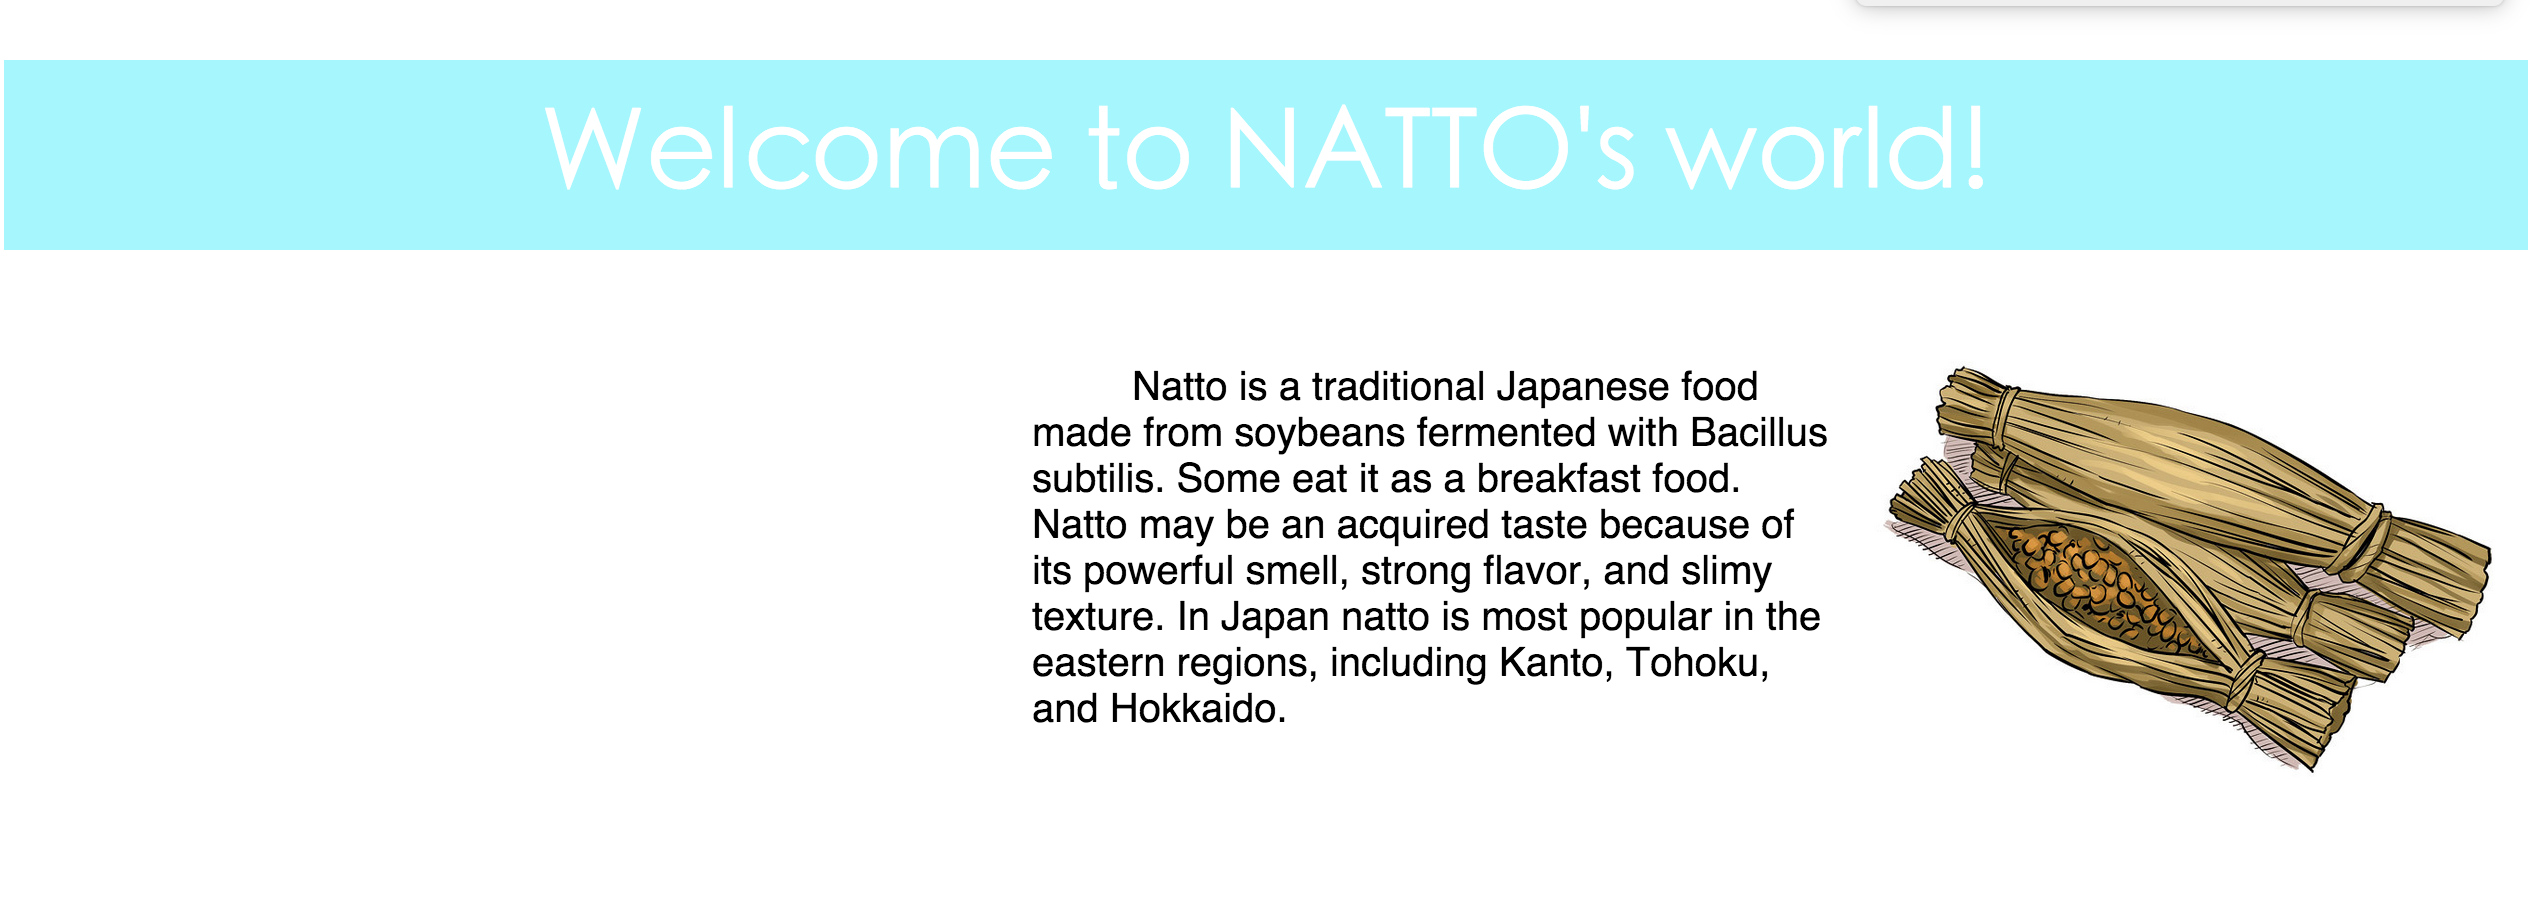 Welcome to NATTO's world!
Natto is a traditional Japanese food
made from soybeans fermented with Bacillus
subtilis. Some eat it as a breakfast food.
Natto may be an acquired taste because of
its powerful smell, strong flavor, and slimy
texture. In Japan natto is most popular in the
eastern regions, including Kanto, Tohoku,
and Hokkaido.